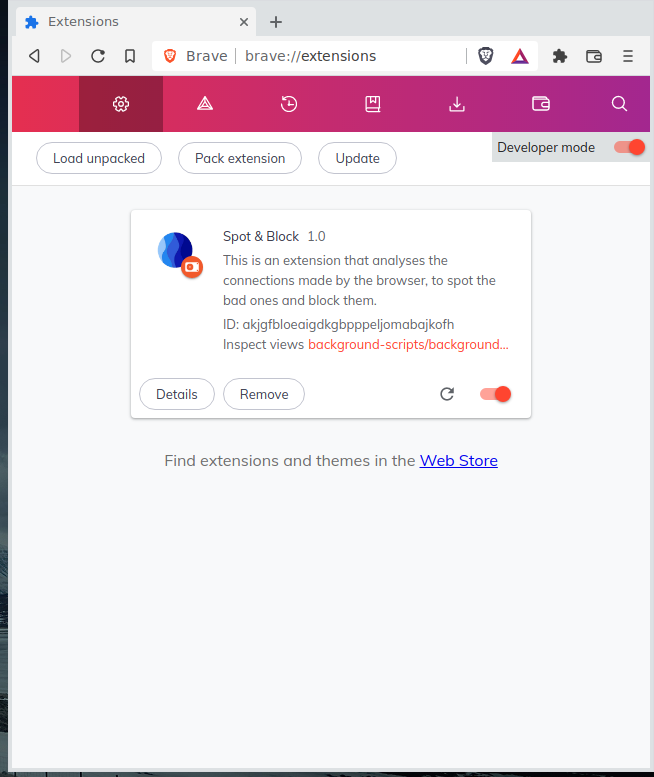 Extensions
Brave brave://extensions
Load unpacked Pack extension Update Developer mode
Spot & Block 1.0
This is an extension that analyses the
connections made by the browser, to spot the
bad ones and block them.
ID: akjgfbloeaigdkgbpppeljomabajkofh
Inspect views background-scripts/background...
Details Remove
Find extensions and themes in the Web Store